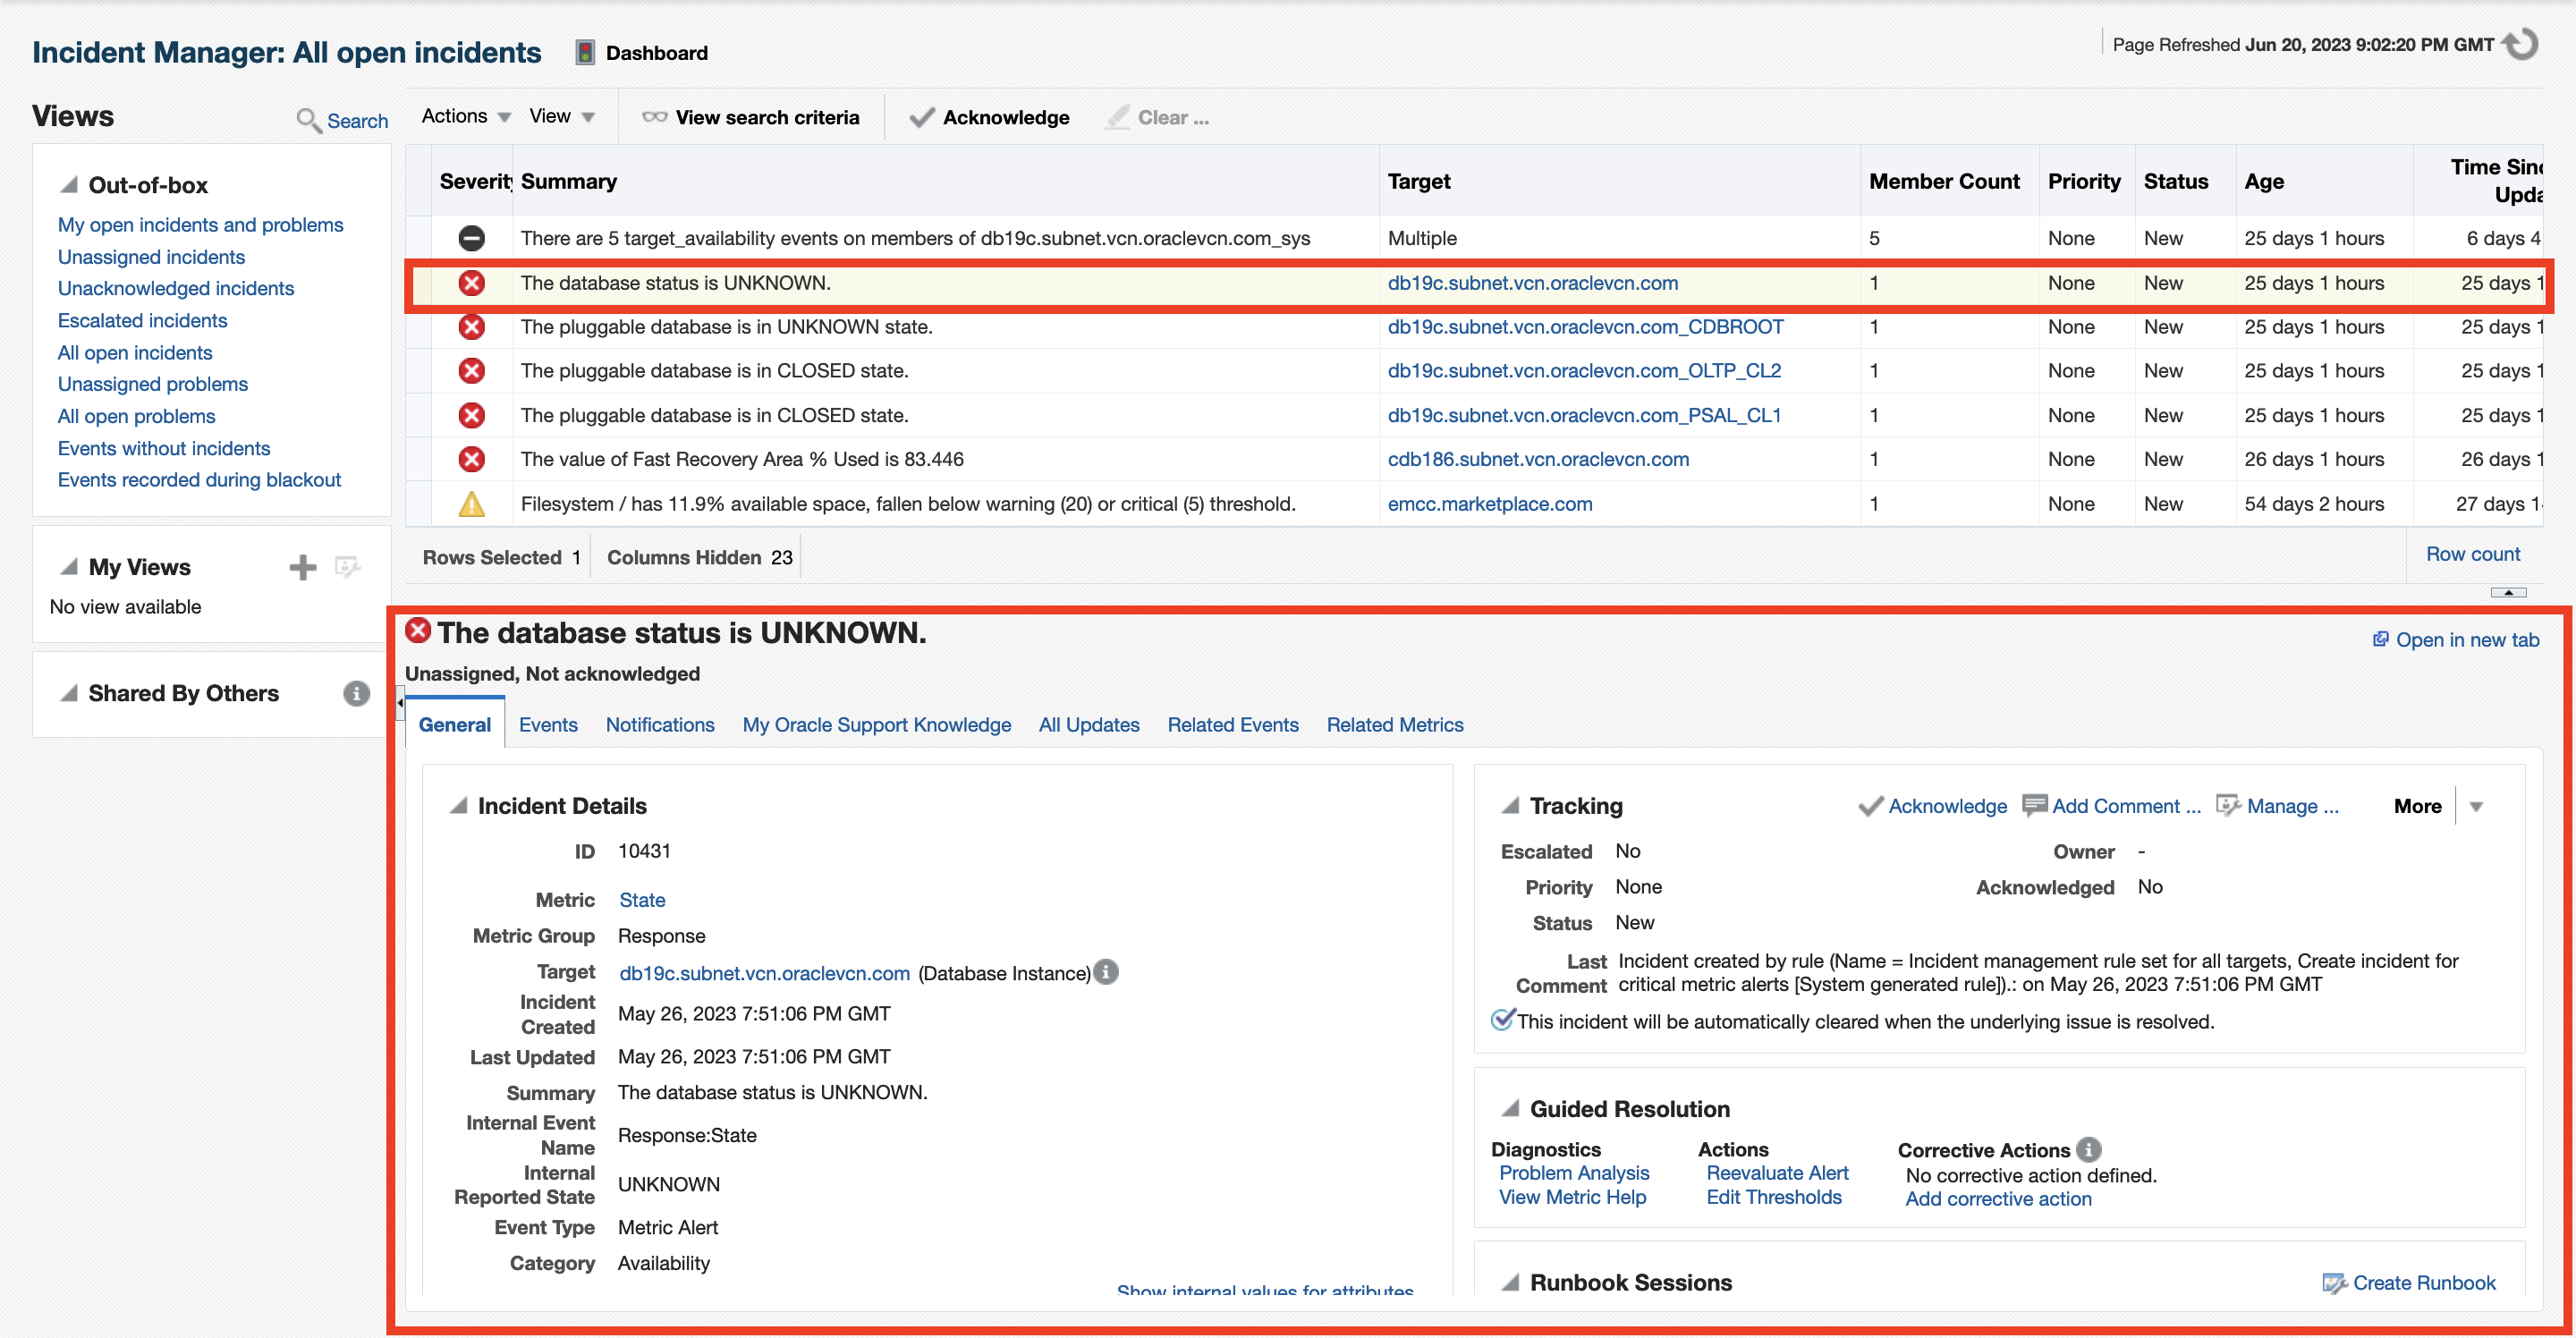 Incident Manager: All open incidents Dashboard
Page Refreshed Jun 20, 2023 9:02:20 PM GMT
Views Search
Out-of-box
My open incidents and problems
Unassigned incidents
Unacknowledged incidents
Escalated incidents
All open incidents
Unassigned problems
All open problems
Events without incidents
Events recorded during blackout
My Views
No view available
Shared By Others
Actions View View search criteria Acknowledge Clear ...
Severity Summary Target Member Count Priority Status Age Time Sinc
Upda
There are 5 target_availability events on members of db19c.subnet.vcn.oraclevcn.com_sys Multiple 5 None New 25 days 1 hours 6 days 4
The database status is UNKNOWN. db19c.subnet.vcn.oraclevcn.com 1 None New 25 days 1 hours 25 days 1
The pluggable database is in UNKNOWN state. db19c.subnet.vcn.oraclevcn.com_CDBROOT 1 None New 25 days 1 hours 25 days 1
The pluggable database is in CLOSED state. db19c.subnet.vcn.oraclevcn.com_OLTP_CL2 1 None New 25 days 1 hours 25 days 1
The pluggable database is in CLOSED state. db19c.subnet.vcn.oraclevcn.com_PSAL_CL1 1 None New 25 days 1 hours 25 days 1
The value of Fast Recovery Area % Used is 83.446 cdb186.subnet.vcn.oraclevcn.com 1 None New 26 days 1 hours 26 days 1
Filesystem / has 11.9% available space, fallen below warning (20) or critical (5) threshold. emcc.marketplace.com 1 None New 54 days 2 hours 27 days 1
Rows Selected 1 Columns Hidden 23 Row count
The database status is UNKNOWN.
Open in new tab
Unassigned, Not acknowledged
General Events Notifications My Oracle Support Knowledge All Updates Related Events Related Metrics
Incident Details
ID 10431
Metric State
Metric Group Response
Target db19c.subnet.vcn.oraclevcn.com (Database Instance)
Incident
Created May 26, 2023 7:51:06 PM GMT
Last Updated May 26, 2023 7:51:06 PM GMT
Summary The database status is UNKNOWN.
Internal Event
Name Response:State
Internal
Reported State UNKNOWN
Event Type Metric Alert
Category Availability
Show internal values for attributes
Tracking Acknowledge Add Comment ... Manage ... More
Escalated No Owner -
Priority None Acknowledged No
Status New
Last Incident created by rule (Name = Incident management rule set for all targets, Create incident for
Comment critical metric alerts [System generated rule]).: on May 26, 2023 7:51:06 PM GMT
This incident will be automatically cleared when the underlying issue is resolved.
Guided Resolution
Diagnostics Actions Corrective Actions
Problem Analysis Reevaluate Alert No corrective action defined.
View Metric Help Edit Thresholds Add corrective action
Runbook Sessions Create Runbook